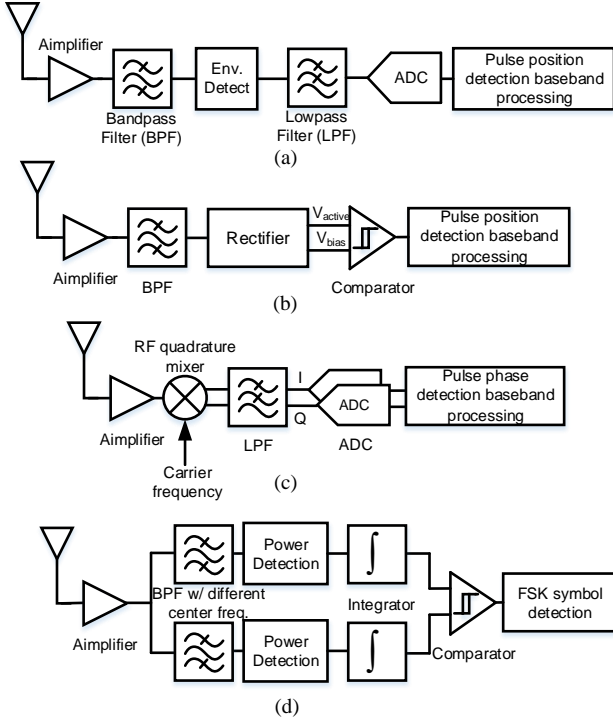 Aimplifier
Bandpass
Filter (BPF)
Env.
Detect
Lowpass
Filter (LPF)
ADC
Pulse position
detection baseband
processing
(a)
Aimplifier
BPF
Rectifier
Vactive
Vbias
Comparator
Pulse position
detection baseband
processing
(b)
RF quadrature
mixer
Aimplifier
Carrier
frequency
LPF
I
Q
ADC
ADC
Pulse phase
detection baseband
processing
(c)
Aimplifier
BPF w/ different
center freq.
Power
Detection
Power
Detection
∫
∫
Integrator
Comparator
FSK symbol
detection
(d)